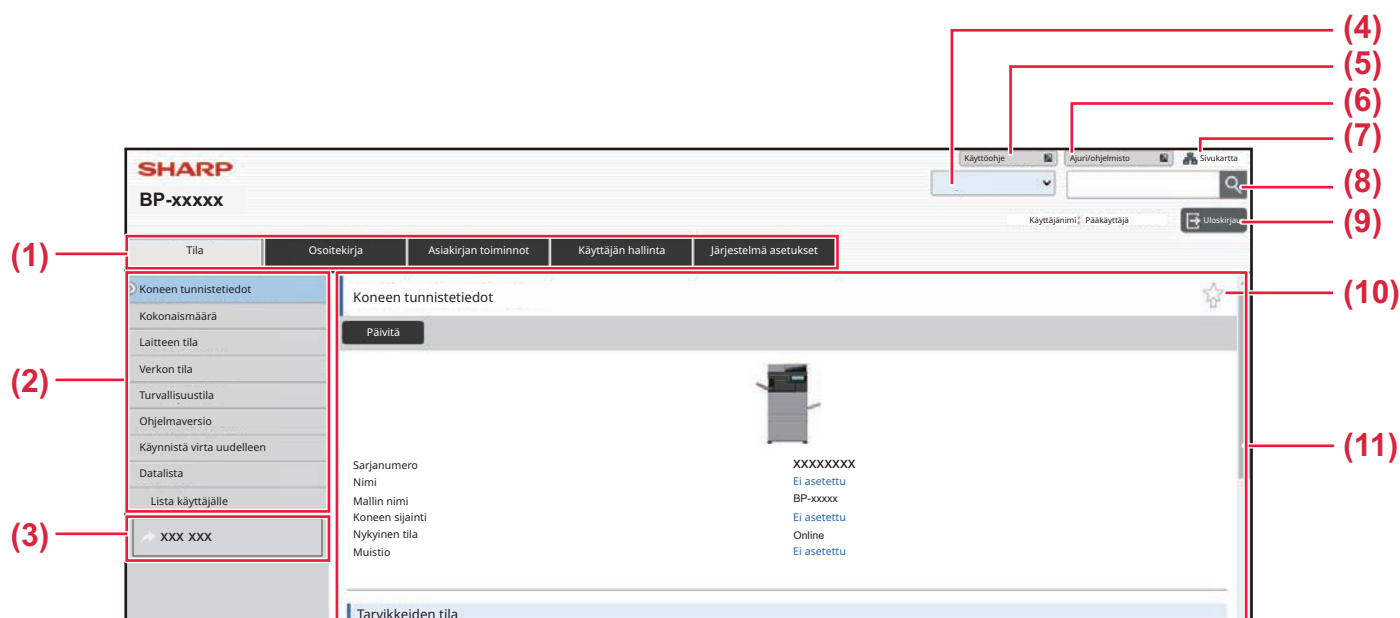 (4)
(5)
(6)
(7)
Käyttöohje Ajuri/ohjelmisto Sivukartta
SHARP
(8)
BP-xxxxx
Käyttäjänimi: Pääkäyttäjä Uloskirjau
(9)
(1)
Tila Osoitekirja Asiakirjan toiminnot Käyttäjän hallinta Järjestelmä asetukset
Koneen tunnistetiedot
Kokonaismäärä
Laitteen tila
Verkon tila
(2)
Turvallisuustila
Ohjelmaversio
Käynnistä virta uudelleen
Datalista
Lista käyttäjälle
(3)
XXX XXX
Koneen tunnistetiedot
(10)
Päivitä
(11)
Sarjanumero XXXXXXXX
Nimi Ei asetettu
Mallin nimi BP-xxxxx
Koneen sijainti Ei asetettu
Nykyinen tila Online
Muistio Ei asetettu
Tarvikkeiden tila